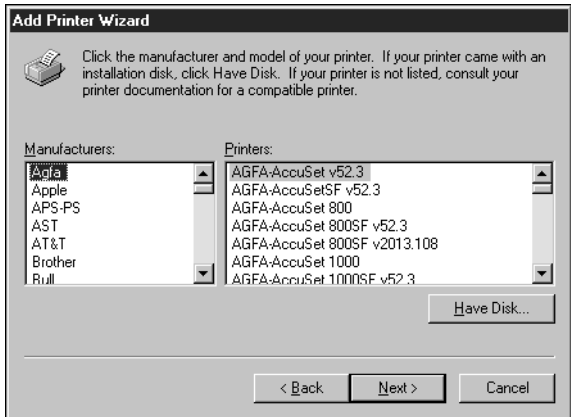 Add Printer Wizard
Click the manufacturer and model of your printer. If your printer came with an
installation disk, click Have Disk. If your printer is not listed, consult your
printer documentation for a compatible printer.
Manufacturers:
Agfa
Apple
APS-PS
AST
AT&T
Brother
Bull
Printers:
AGFA-AccuSet v52.3
AGFA-AccuSetSF v52.3
AGFA-AccuSet 800
AGFA-AccuSet 800SF v52.3
AGFA-AccuSet 800SF v2013.108
AGFA-AccuSet 1000
AGFA-AccuSet 1000SF v52.3
Have Disk...
< Back
Next >
Cancel